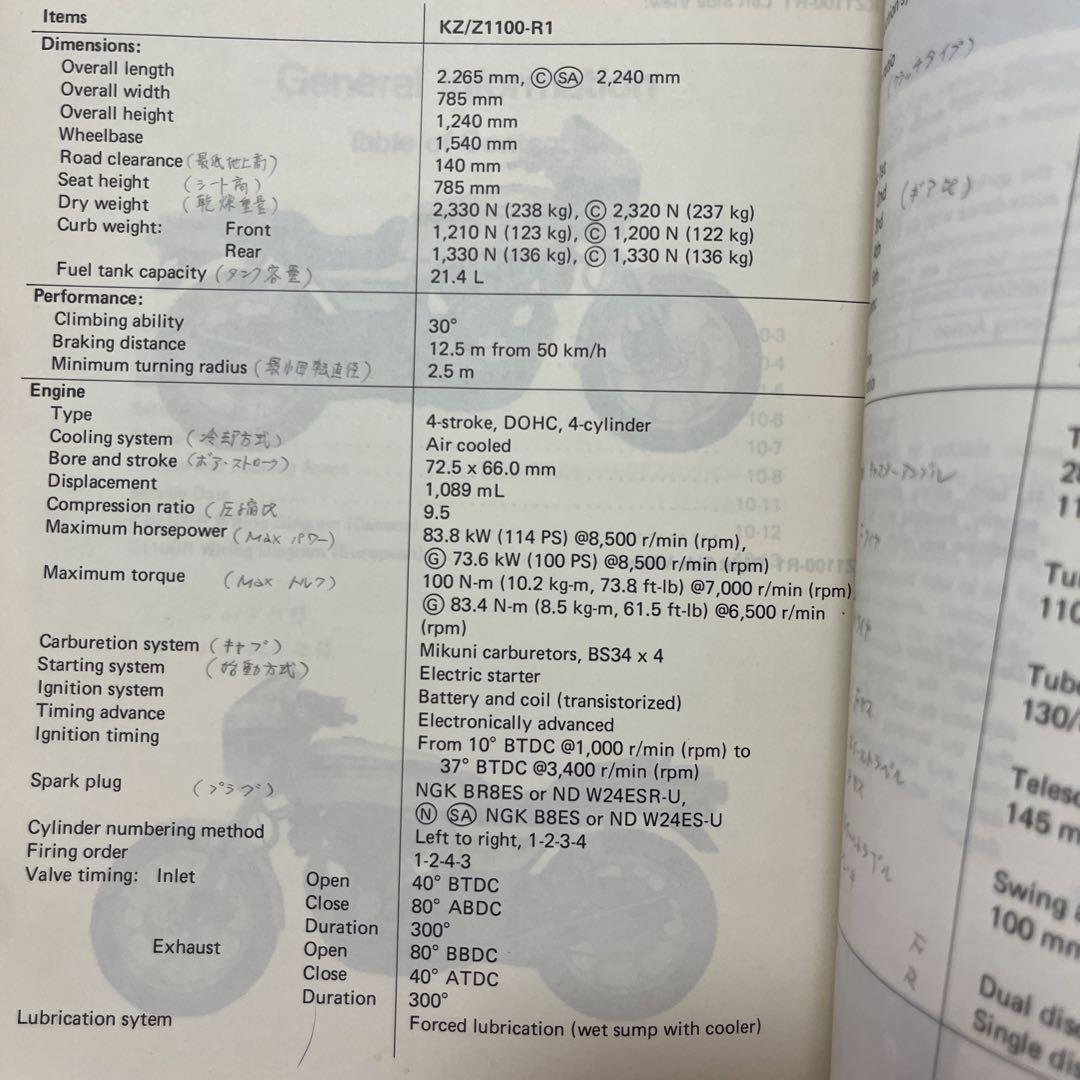 Items KZ/Z1100-R1
Dimensions:
Overall length 2.265 mm, Ⓒ(SA) 2,240 mm
Overall width 785 mm
Overall height 1,240 mm
Wheelbase 1,540 mm
Road clearance (最低地上高) 140 mm
Seat height (シート高) 785 mm
Dry weight (乾燥重量) 2,330 N (238 kg), Ⓒ 2,320 N (237 kg)
Curb weight: Front 1,210 N (123 kg), Ⓒ 1,200 N (122 kg)
Rear 1,330 N (136 kg), Ⓒ 1,330 N (136 kg)
Fuel tank capacity (タンク容量) 21.4 L
Performance:
Climbing ability 30°
Braking distance 12.5 m from 50 km/h
Minimum turning radius (最小回転直径) 2.5 m
Engine
Type 4-stroke, DOHC, 4-cylinder
Cooling system (冷却方式) Air cooled
Bore and stroke (ボア・ストローク) 72.5 x 66.0 mm
Displacement 1,089 mL
Compression ratio (圧縮比 9.5
Maximum horsepower (Max パワー) 83.8 kW (114 PS) @8,500 r/min (rpm),
Ⓖ 73.6 kW (100 PS) @8,500 r/min (rpm)
Maximum torque (Max トルク) 100 N-m (10.2 kg-m, 73.8 ft-lb) @7,000 r/min (rpm)
Ⓖ 83.4 N-m (8.5 kg-m, 61.5 ft-lb) @6,500 r/min
(rpm)
Carburetion system (キャブ) Mikuni carburetors, BS34 x 4
Starting system (始動方式) Electric starter
Ignition system Battery and coil (transistorized)
Timing advance Electronically advanced
Ignition timing From 10° BTDC @1,000 r/min (rpm) to
37° BTDC @3,400 r/min (rpm)
Spark plug (プラグ) NGK BR8ES or ND W24ESR-U,
Ⓝ (SA) NGK B8ES or ND W24ES-U
Cylinder numbering method Left to right, 1-2-3-4
Firing order 1-2-4-3
Valve timing: Inlet Open 40° BTDC
Close 80° ABDC
Duration 300°
Exhaust Open 80° BBDC
Close 40° ATDC
Duration 300°
Lubrication sytem Forced lubrication (wet sump with cooler)
(ギア比)
130/
Teles
145 m
Swing
100 mm
F
R
Dual disc
Single dis